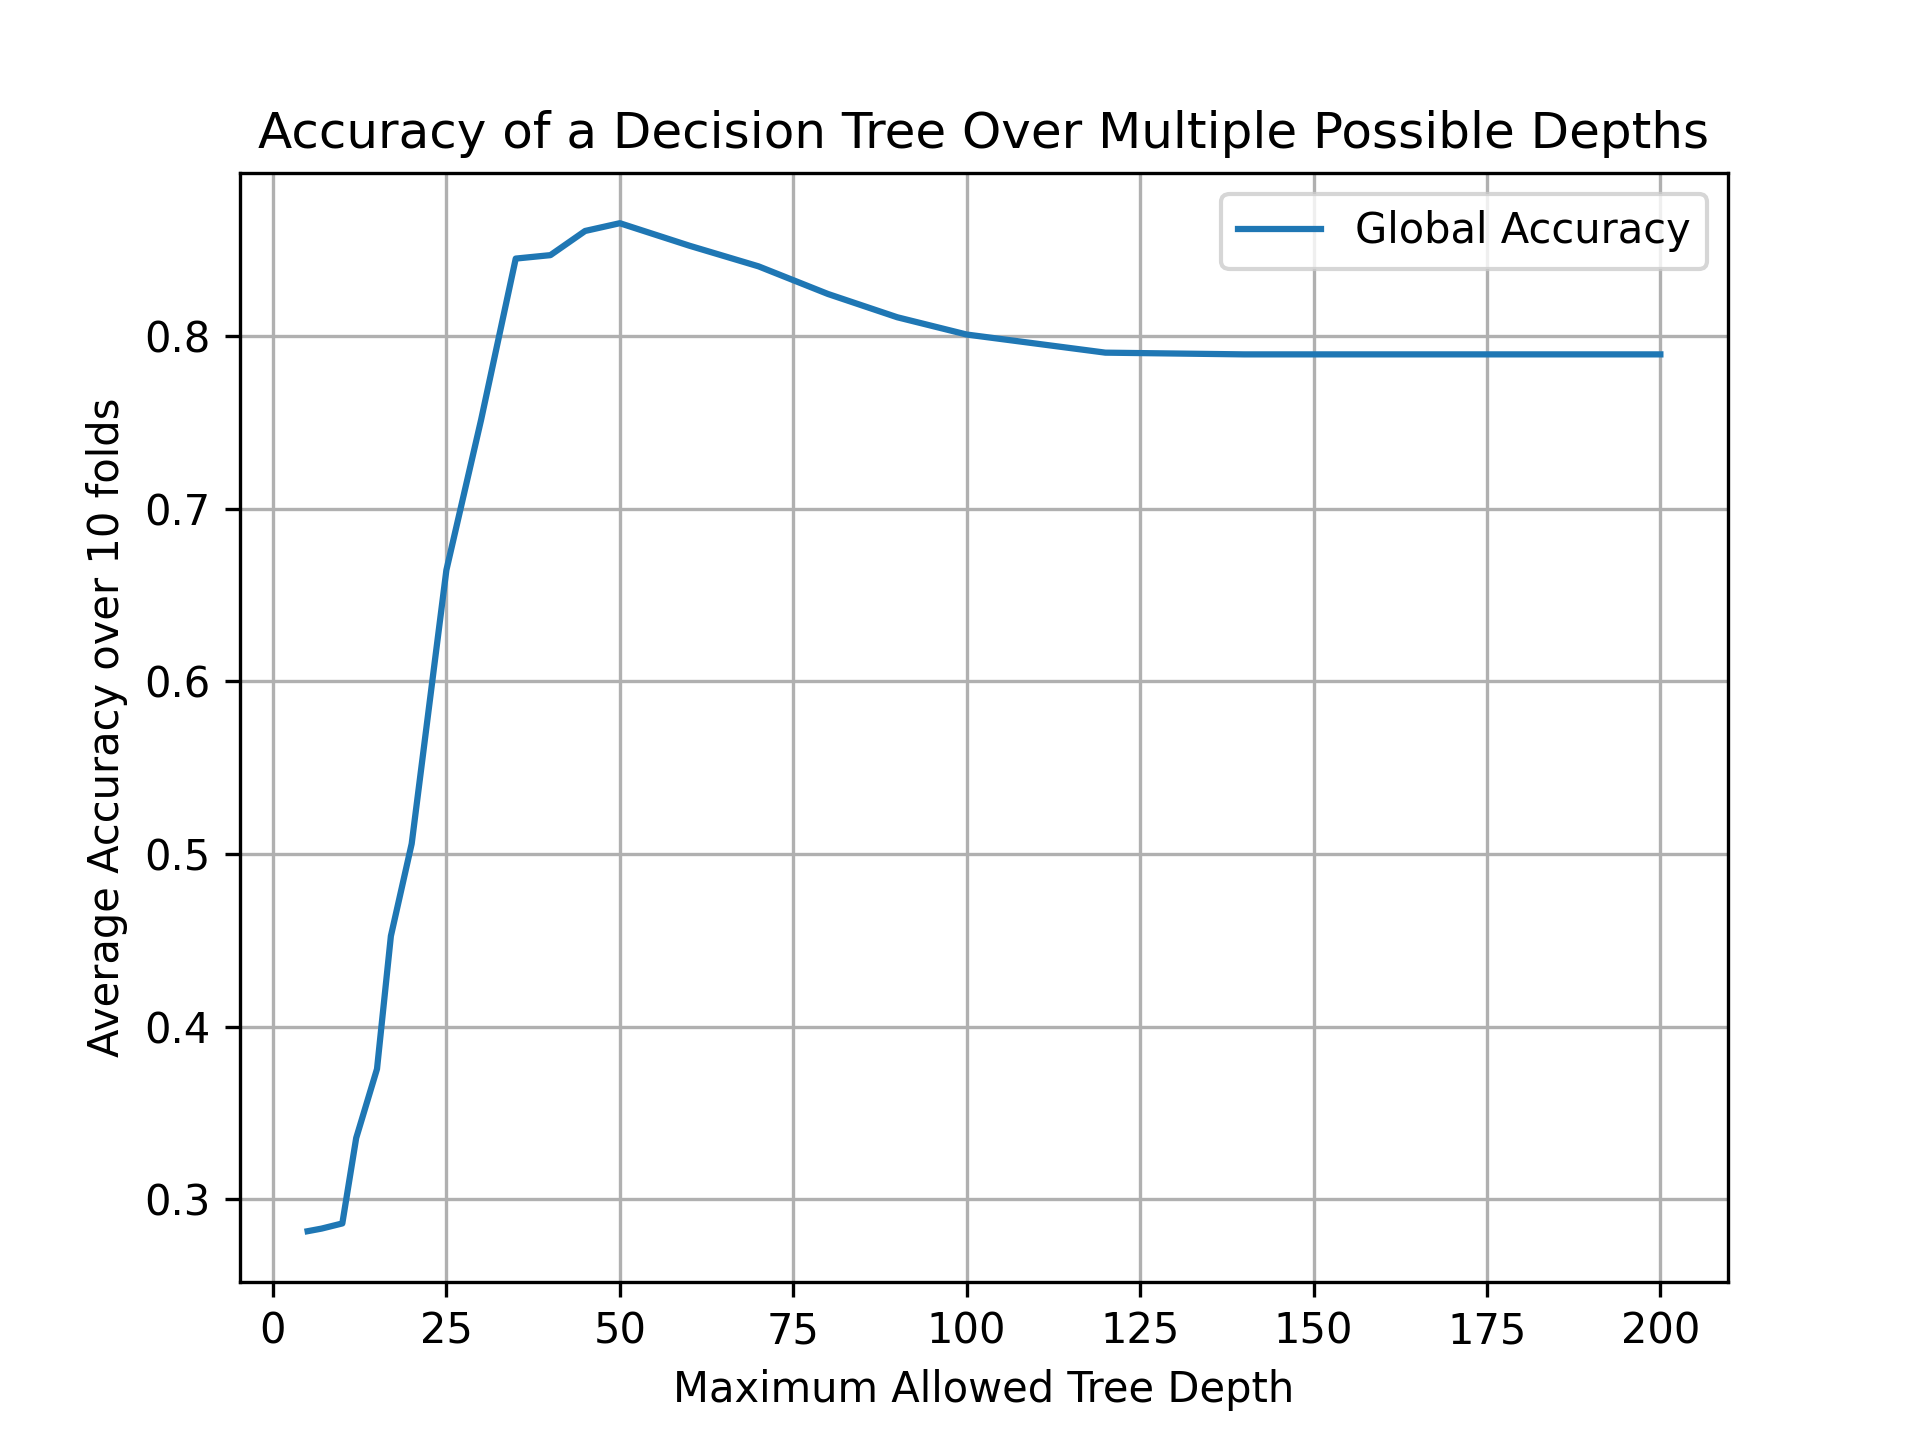 Accuracy of a Decision Tree Over Multiple Possible Depths
Global Accuracy
Average Accuracy over 10 folds
0.8
0.7
0.6
0.5
0.4
0.3
0 25 50 75 100 125 150 175 200
Maximum Allowed Tree Depth